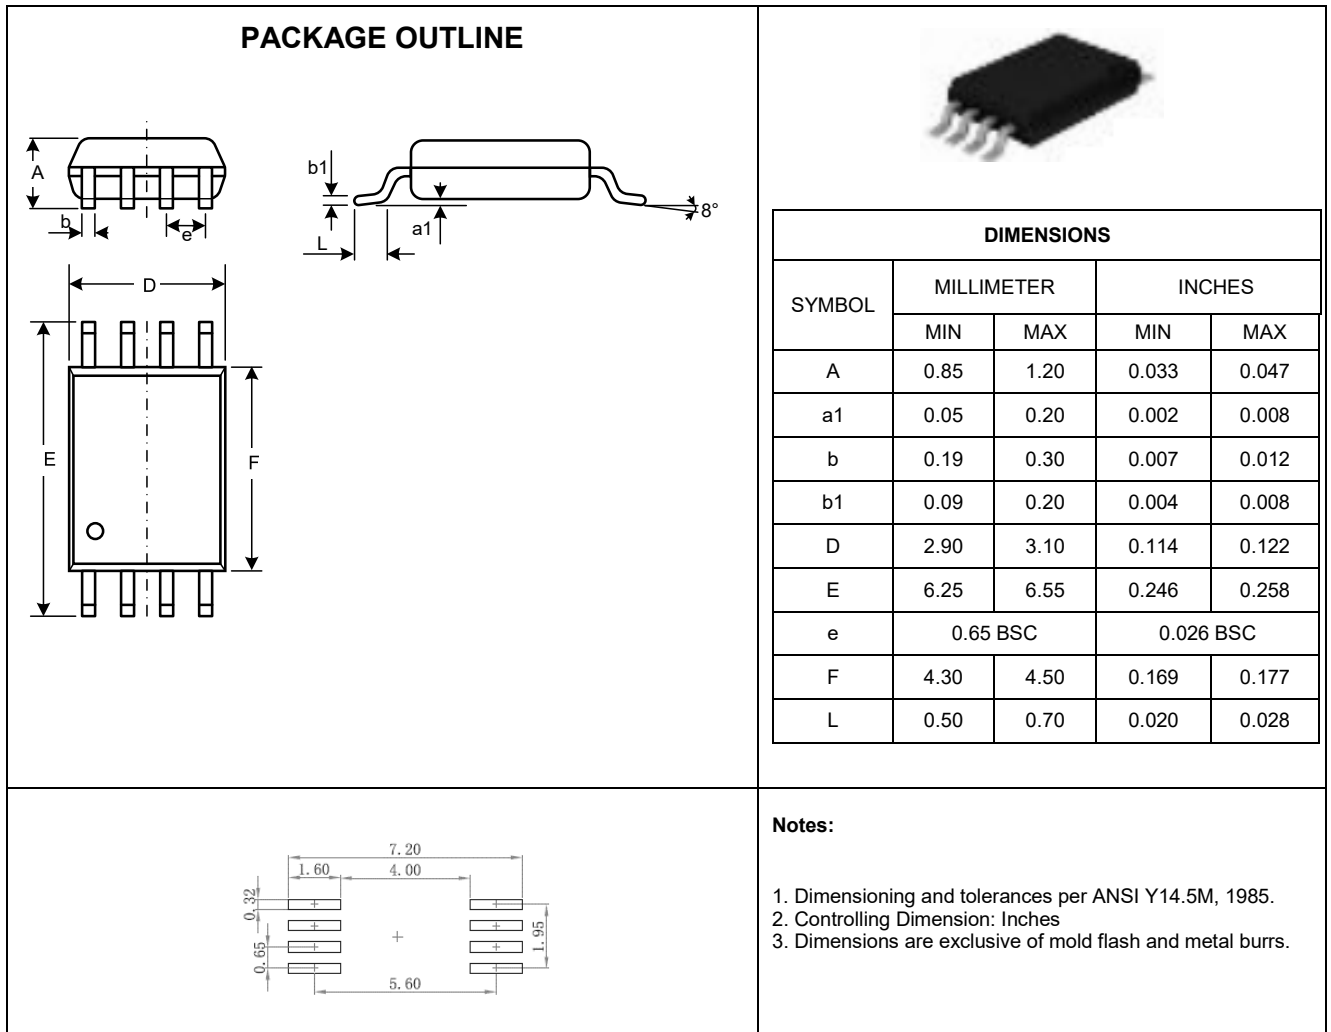 PACKAGE OUTLINE
A
b
e
b1
L
a1
8°
D
E
F
DIMENSIONS
SYMBOL MILLIMETER INCHES
MIN MAX MIN MAX
A 0.85 1.20 0.033 0.047
a1 0.05 0.20 0.002 0.008
b 0.19 0.30 0.007 0.012
b1 0.09 0.20 0.004 0.008
D 2.90 3.10 0.114 0.122
E 6.25 6.55 0.246 0.258
e 0.65 BSC 0.026 BSC
F 4.30 4.50 0.169 0.177
L 0.50 0.70 0.020 0.028
7.20
1.60 4.00
0.32
0.65
1.95
5.60
Notes:
1. Dimensioning and tolerances per ANSI Y14.5M, 1985.
2. Controlling Dimension: Inches
3. Dimensions are exclusive of mold flash and metal burrs.